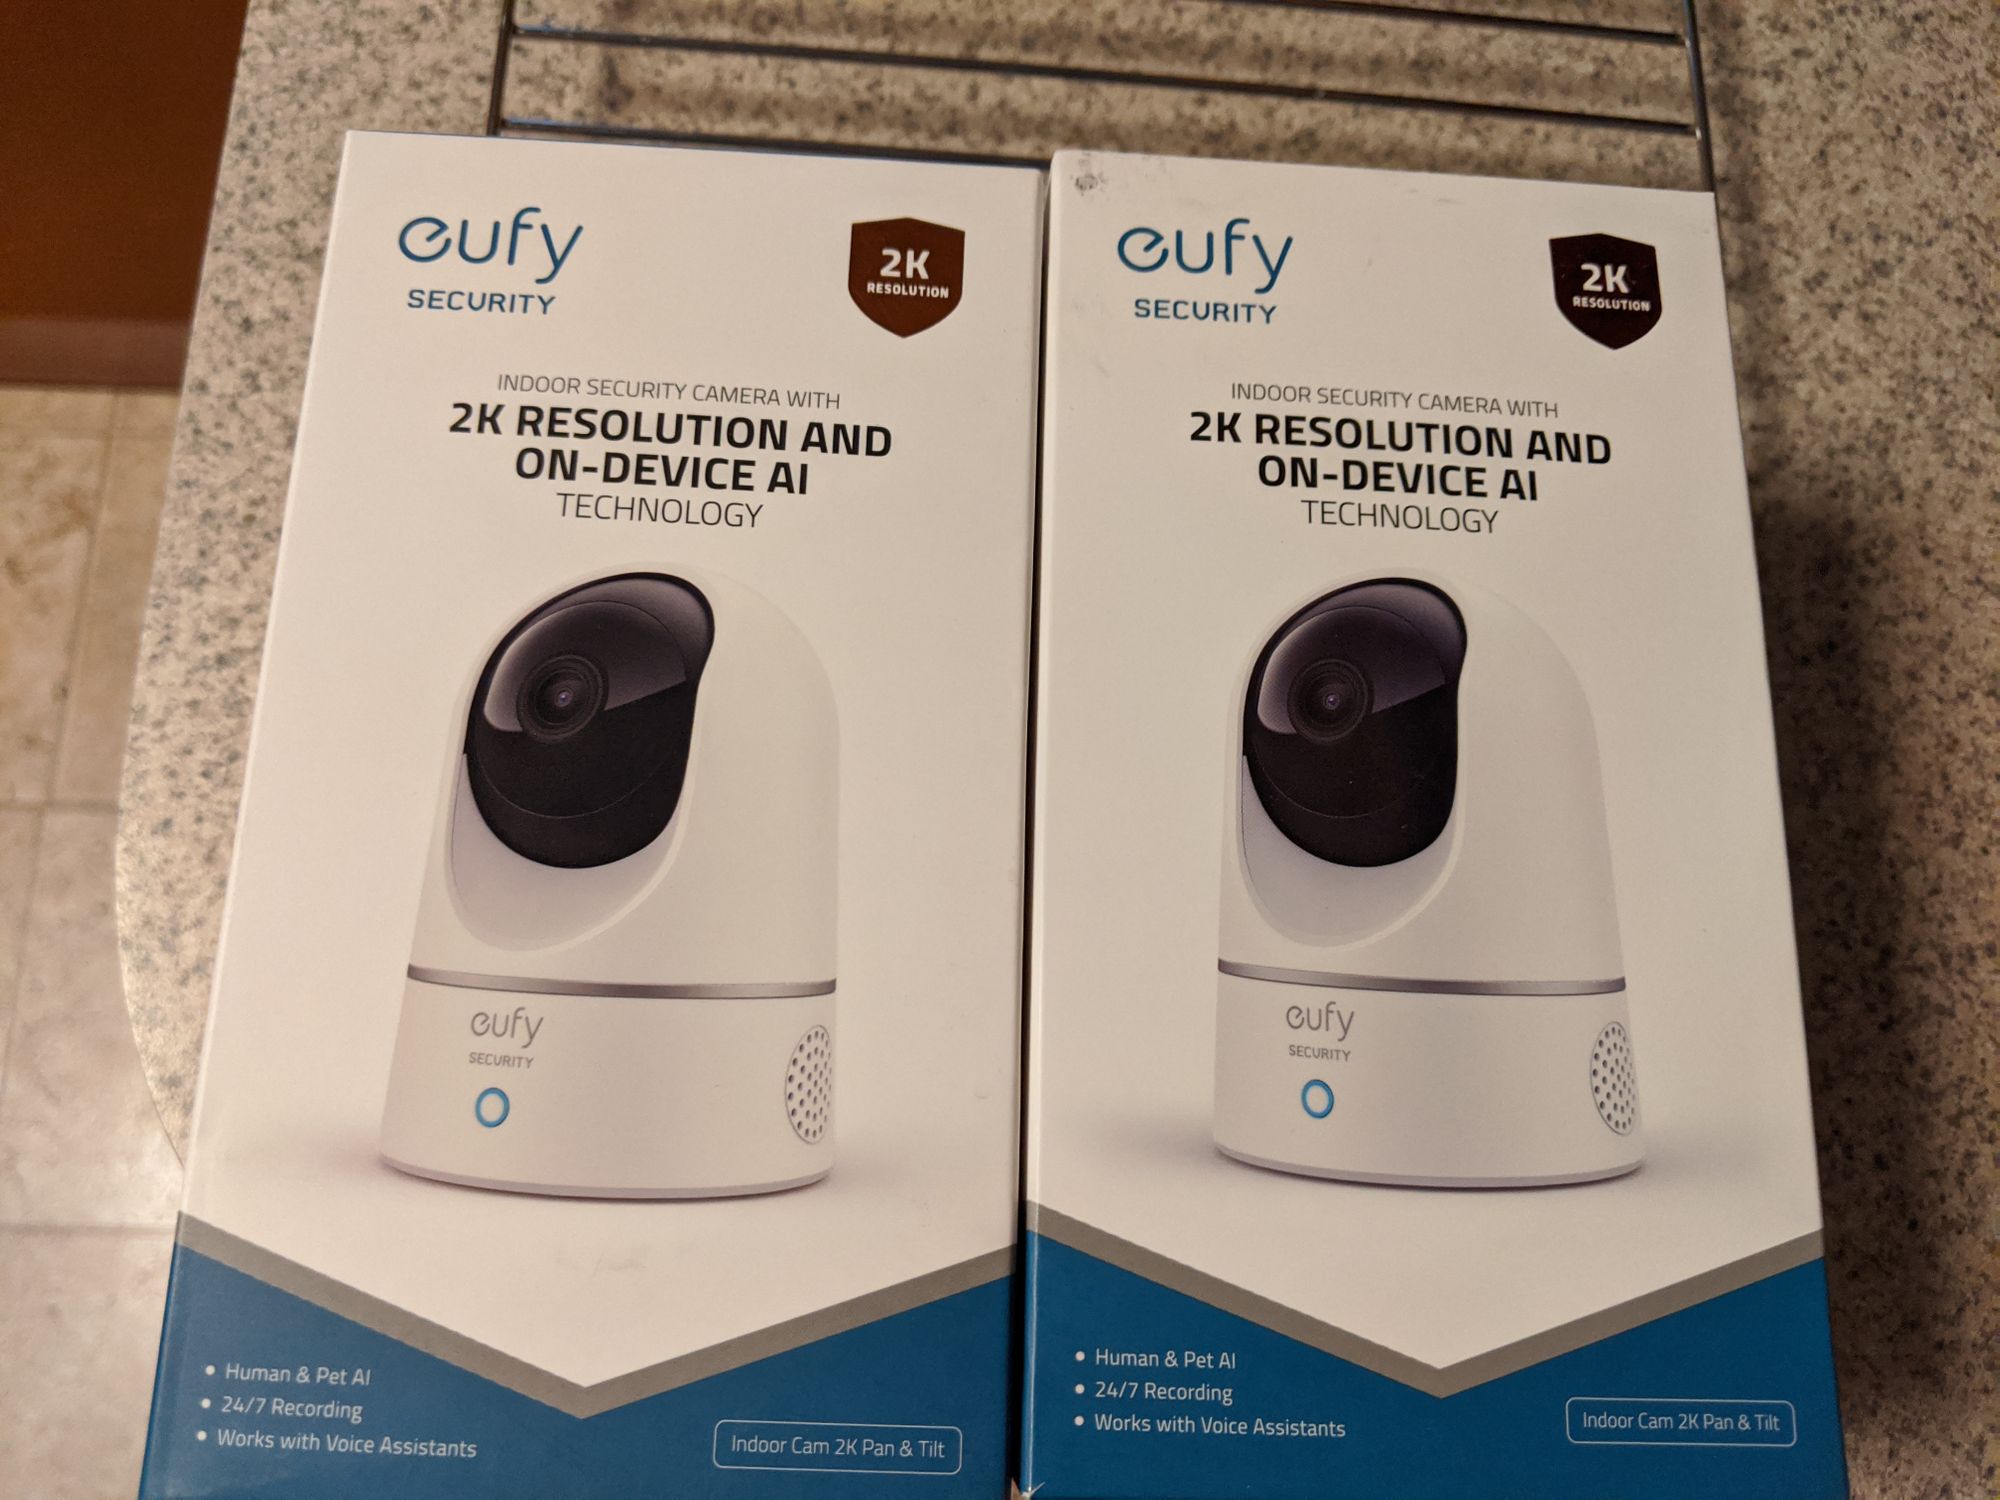 eufy
SECURITY
2K
RESOLUTION
INDOOR SECURITY CAMERA WITH
2K RESOLUTION AND
ON-DEVICE AI
TECHNOLOGY
eufy
SECURITY
Human & Pet AI
24/7 Recording
Works with Voice Assistants
Indoor Cam 2K Pan & Tilt
eufy
SECURITY
2K
RESOLUTION
INDOOR SECURITY CAMERA WITH
2K RESOLUTION AND
ON-DEVICE AI
TECHNOLOGY
eufy
SECURITY
Human & Pet AI
24/7 Recording
Works with Voice Assistants
Indoor Cam 2K Pan & Tilt